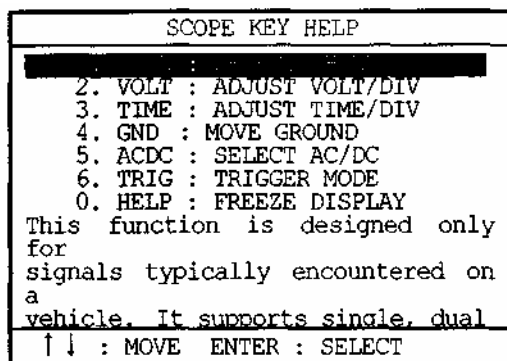 SCOPE KEY HELP
2. VOLT : ADJUST VOLT/DIV
3. TIME : ADJUST TIME/DIV
4. GND : MOVE GROUND
5. ACDC : SELECT AC/DC
6. TRIG : TRIGGER MODE
0. HELP : FREEZE DISPLAY
This function is designed only
for
signals typically encountered on
a
vehicle. It supports single, dual
↑ ↓ : MOVE ENTER : SELECT